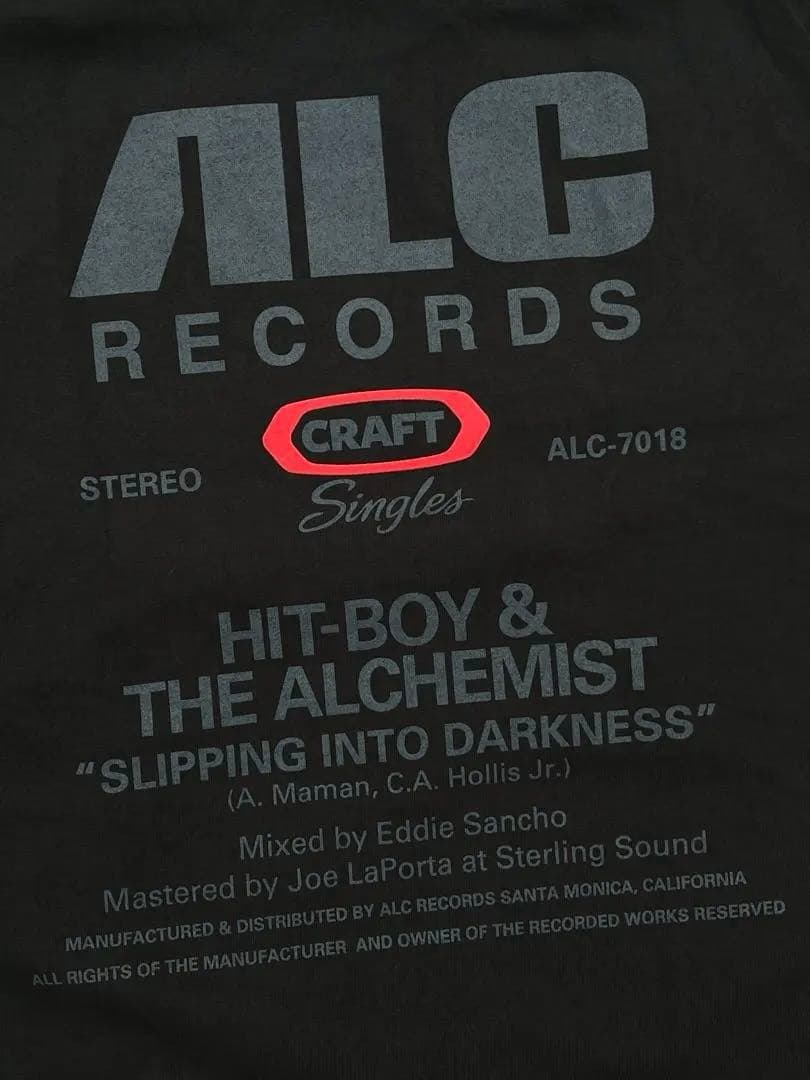 ALC
RECORDS
CRAFT
STEREO
ALC-7018
Singles
HIT-BOY &
THE ALCHEMIST
"SLIPPING INTO DARKNESS"
(A. Maman, C.A. Hollis Jr.)
Mixed by Eddie Sancho
Mastered by Joe LaPorta at Sterling Sound
MANUFACTURED & DISTRIBUTED BY ALC RECORDS SANTA MONICA, CALIFORNIA
ALL RIGHTS OF THE MANUFACTURER AND OWNER OF THE RECORDED WORKS RESERVED